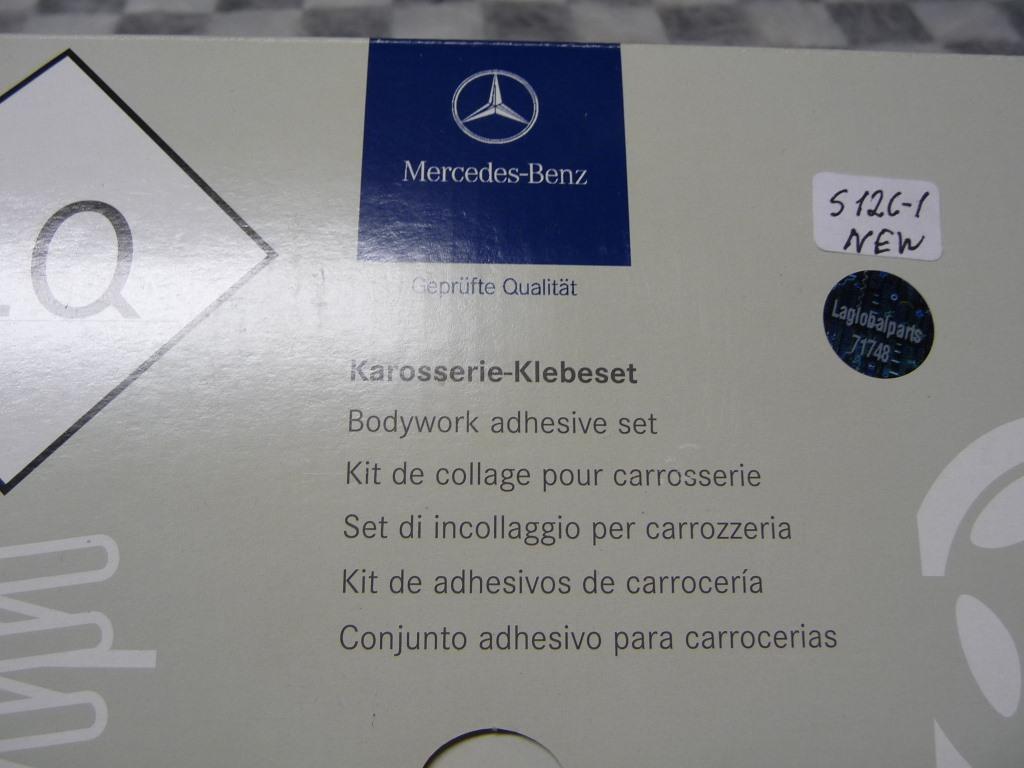 Mercedes-Benz
Geprüfte Qualität
Karosserie-Klebeset
Bodywork adhesive set
Kit de collage pour carrosserie
Set di incollaggio per carrozzeria
Kit de adhesivos de carrocería
Conjunto adhesivo para carrocerias
S126-1
NEW
Laglobalparts
71748
Q